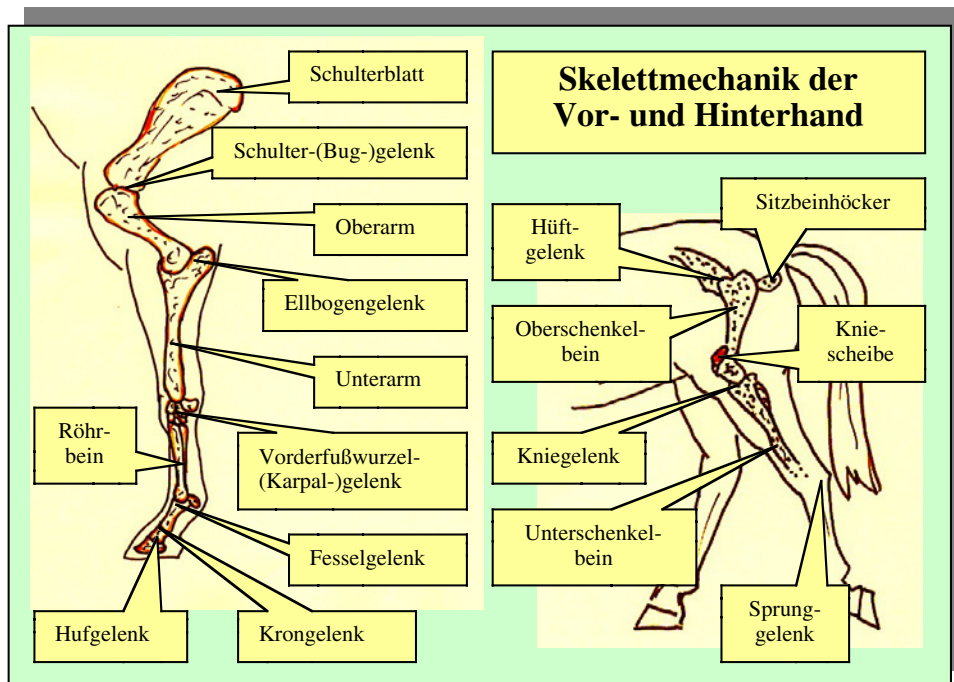 Skelettmechanik der
Vor- und Hinterhand
Schulterblatt
Schulter-(Bug-)gelenk
Oberarm
Ellbogengelenk
Unterarm
Röhr-
bein
Vorderfußwurzel-
(Karpal-)gelenk
Fesselgelenk
Hufgelenk
Krongelenk
Sitzbeinhöcker
Hüft-
gelenk
Oberschenkel-
bein
Knie-
scheibe
Kniegelenk
Unterschenkel-
bein
Sprung-
gelenk